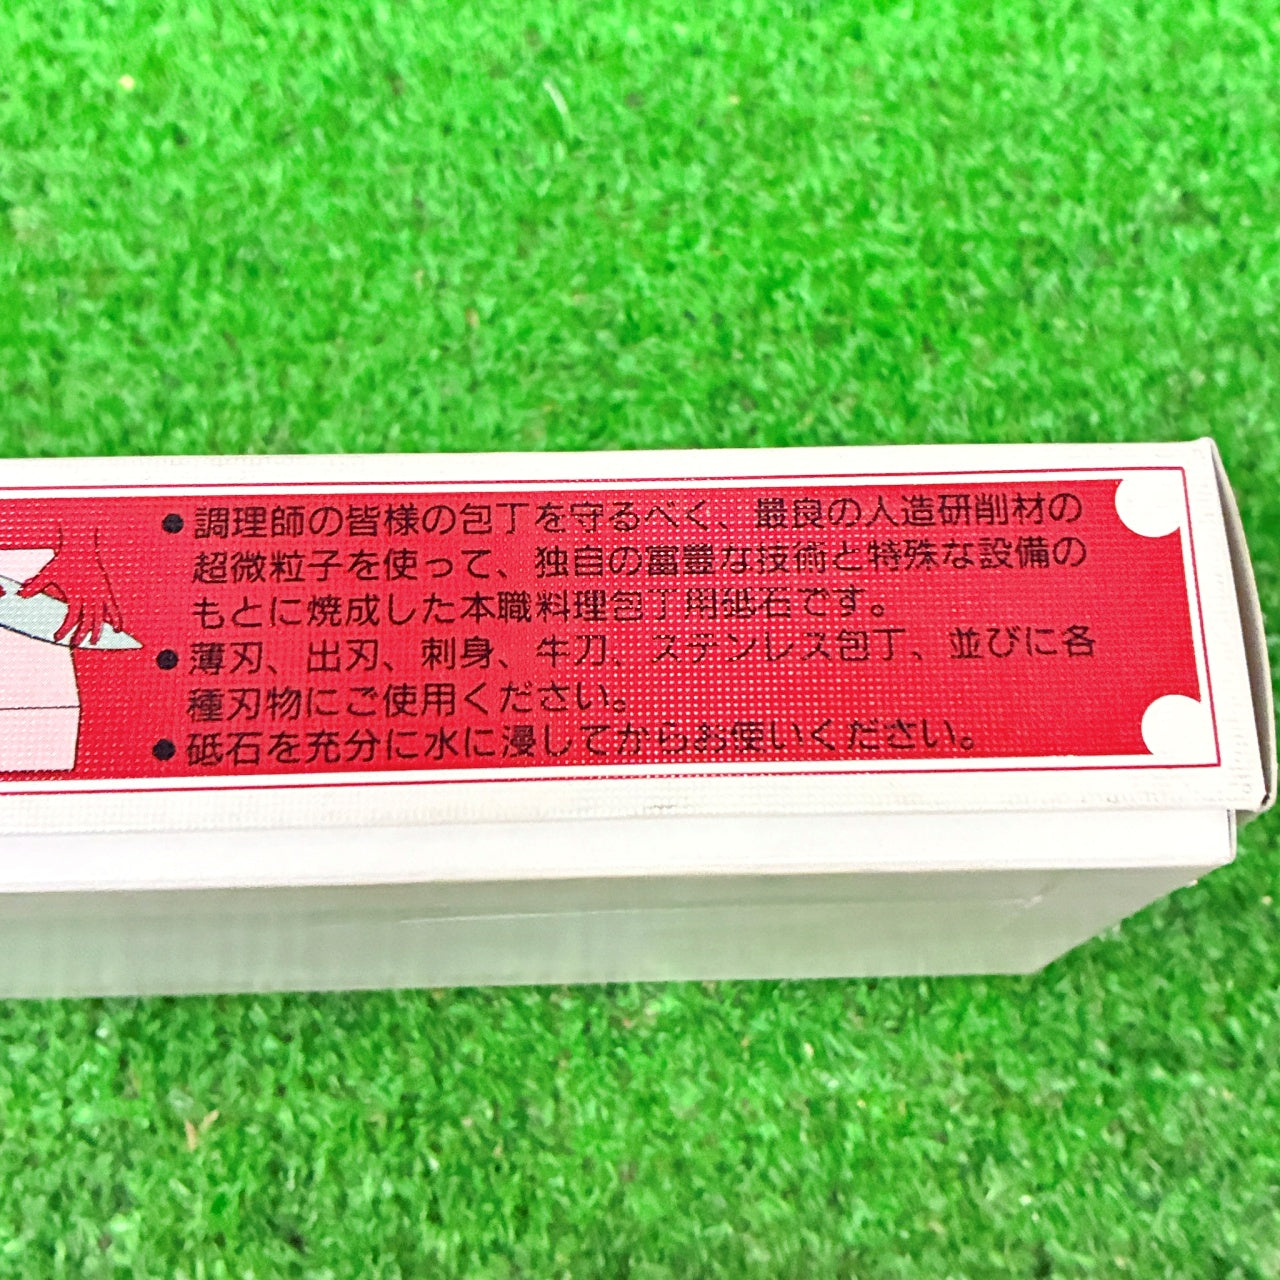 ●調理師の皆様の包丁を守るべく、最良の人造研削材の
超微粒子を使って、独自の富豊な技術と特殊な設備の
もとに焼成した本職料理包丁用砥石です。
●薄刃、出刃、刺身、牛刀、ステンレス包丁、並びに各
種刃物にご使用ください。
●砥石を充分に水に浸してからお使いください。